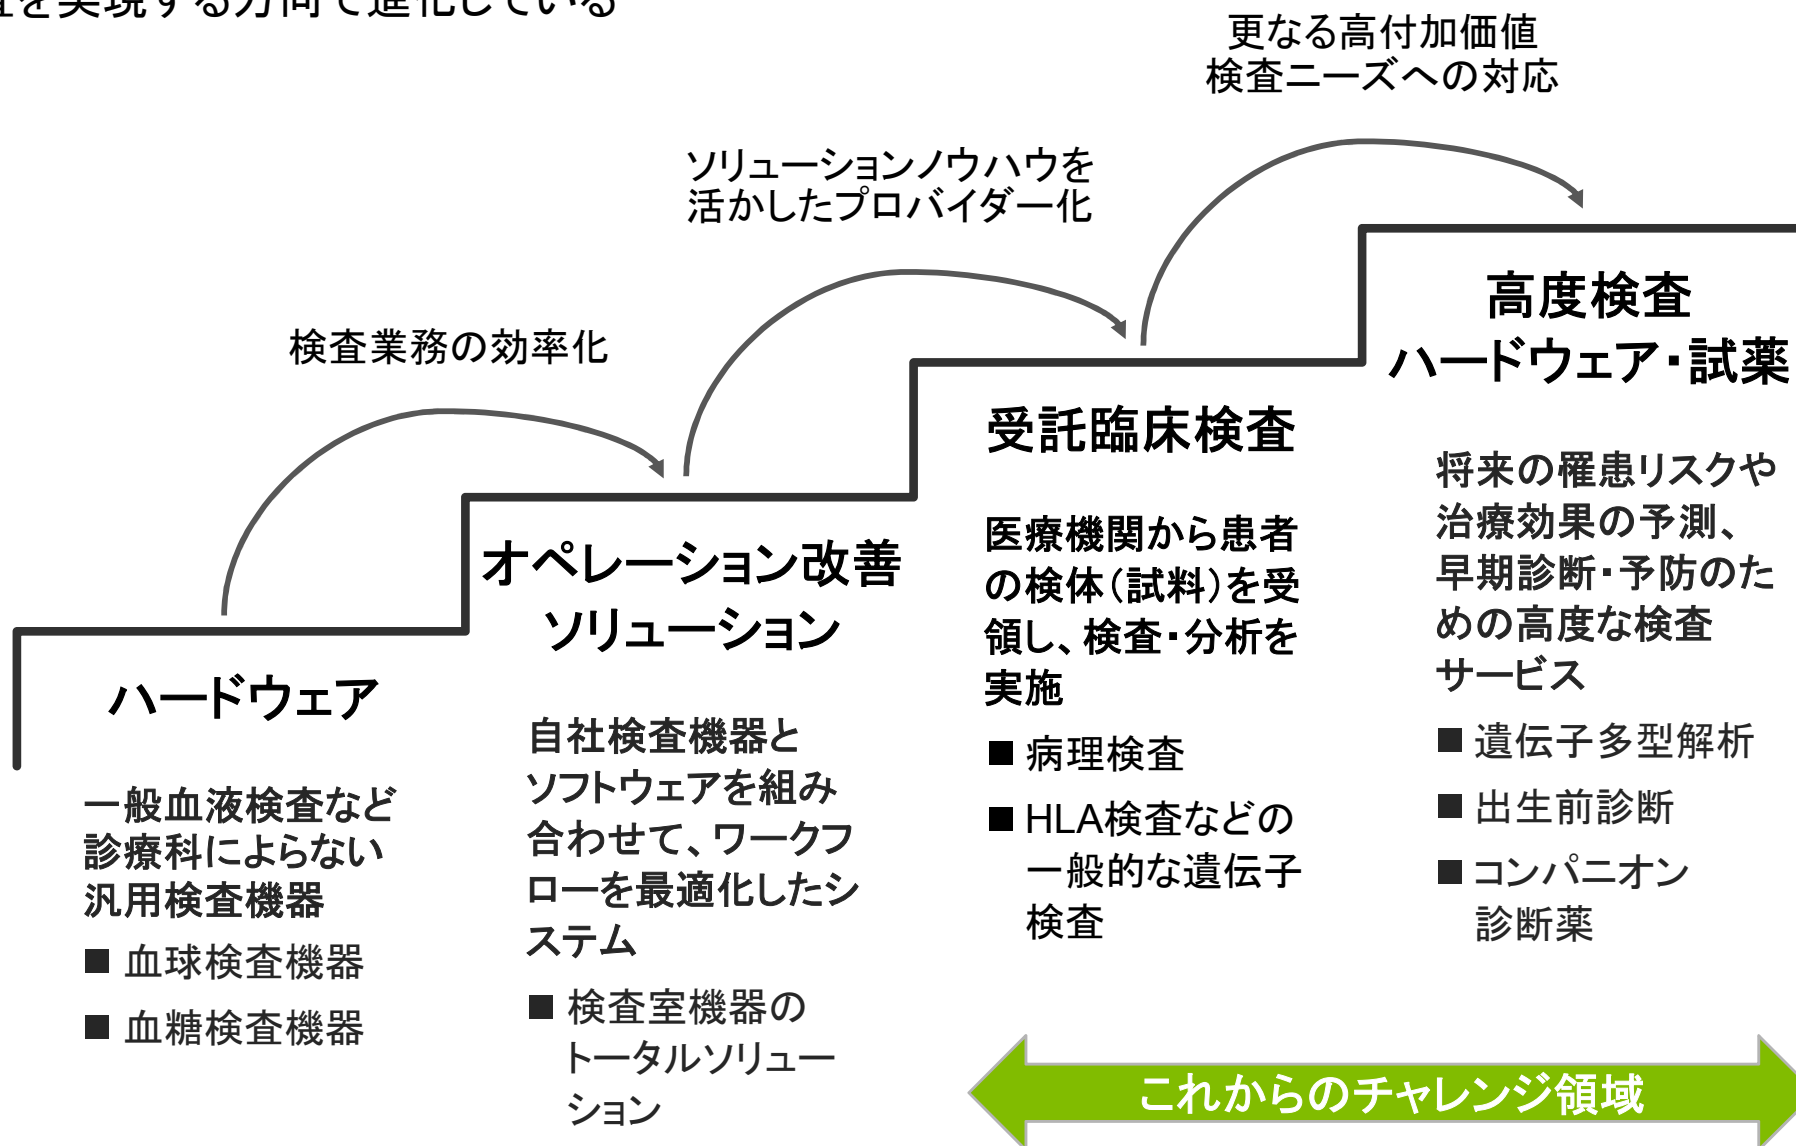 を実現する方向で進化している
更なる高付加価値
検査ニーズへの対応
ソリューションノウハウを
活かしたプロバイダー化
検査業務の効率化
ハードウェア
一般血液検査など
診療科によらない
汎用検査機器
■ 血球検査機器
■ 血糖検査機器
オペレーション改善
ソリューション
自社検査機器と
ソフトウェアを組み
合わせて、ワークフ
ローを最適化したシ
ステム
■ 検査室機器の
トータルソリュー
ション
受託臨床検査
医療機関から患者
の検体（試料）を受
領し、検査・分析を
実施
■ 病理検査
■ HLA検査などの
一般的な遺伝子
検査
高度検査
ハードウェア・試薬
将来の罹患リスクや
治療効果の予測、
早期診断・予防のた
めの高度な検査
サービス
■ 遺伝子多型解析
■ 出生前診断
■ コンパニオン
診断薬
これからのチャレンジ領域